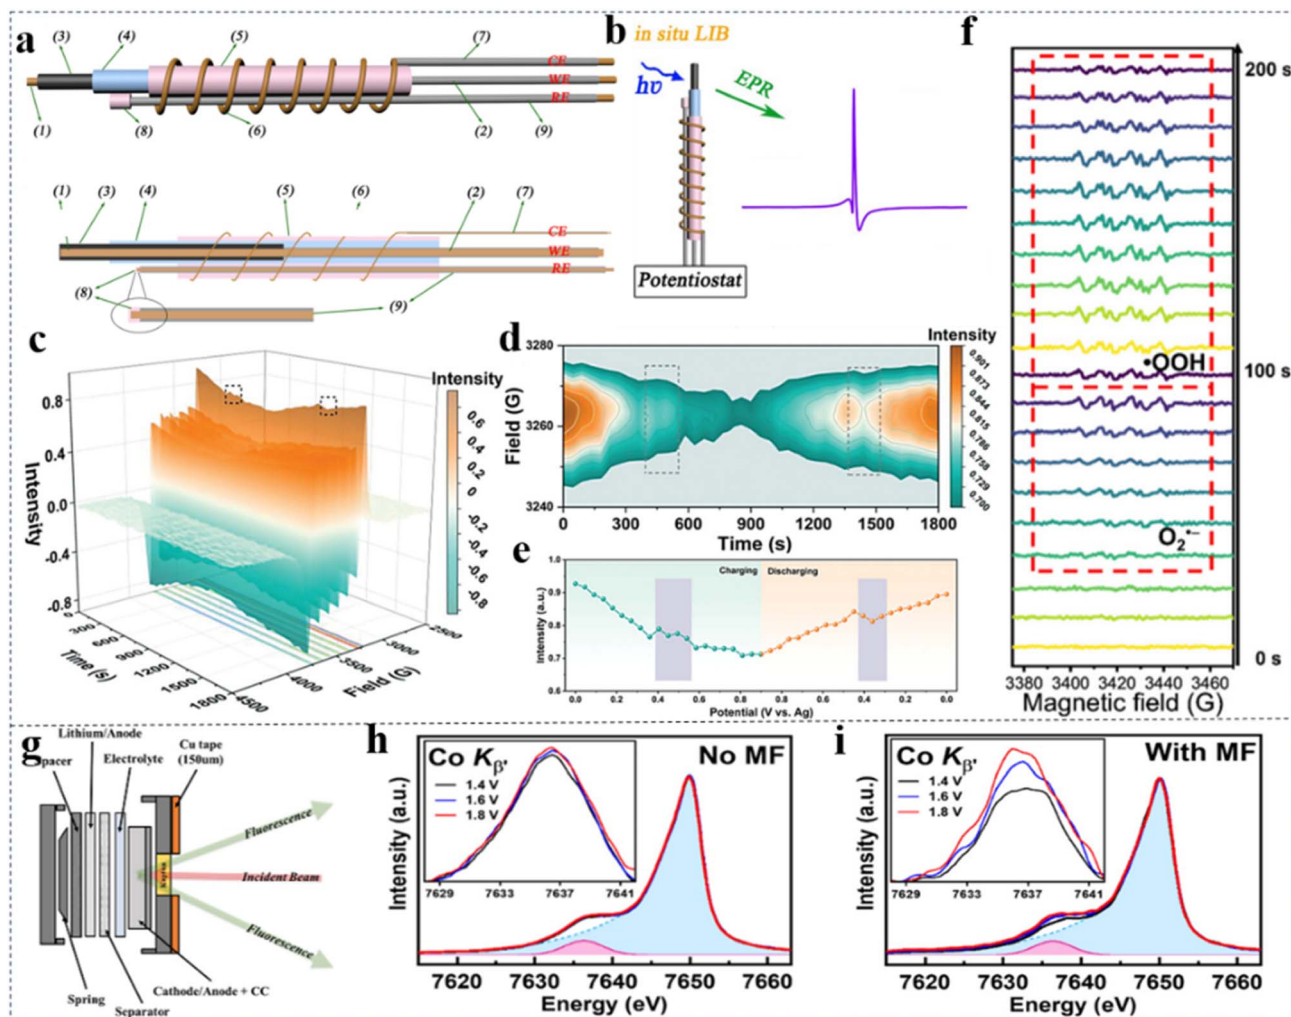 a
(3)
(4)
(5)
(7)
CE
WE
RE
(1)
(8)
(6)
(2)
(9)
(1)
(3)
(4)
(5)
(6)
(2)
(7)
CE
WE
RE
(8)
(9)
b
in situ LIB
hυ
EPR
Potentiostat
c
Intensity
0.8
0.4
0.0
-0.4
-0.8
Intensity
0.6
0.4
0.2
0
-0.2
-0.4
-0.6
-0.8
0
300
600
900
1200
1500
1800
Time (s)
4500
4000
3500
3000
2500
Field (G)
d
Intensity
3280
3260
3240
Field (G)
0.901
0.873
0.844
0.815
0.786
0.758
0.729
0.700
0 300 600 900 1200 1500 1800
Time (s)
e
Charging
Discharging
1.0
0.9
0.8
0.7
0.6
Intensity (a.u.)
0.0 0.2 0.4 0.6 0.8 0.8 0.6 0.4 0.2 0.0
Potential (V vs. Ag)
f
200 s
•OOH
100 s
O₂•−
0 s
3380 3400 3420 3440 3460
Magnetic field (G)
g
Lithium/Anode
Spacer
Electrolyte
Cu tape
(150um)
Fluorescence
Incident Beam
Fluorescence
Kapton
Cathode/Anode + CC
Spring
Separator
h
Co Kβ'
No MF
1.4 V
1.6 V
1.8 V
7629 7633 7637 7641
Intensity (a.u.)
7620 7630 7640 7650 7660
Energy (eV)
i
Co Kβ'
With MF
1.4 V
1.6 V
1.8 V
7629 7633 7637 7641
Intensity (a.u.)
7620 7630 7640 7650 7660
Energy (eV)